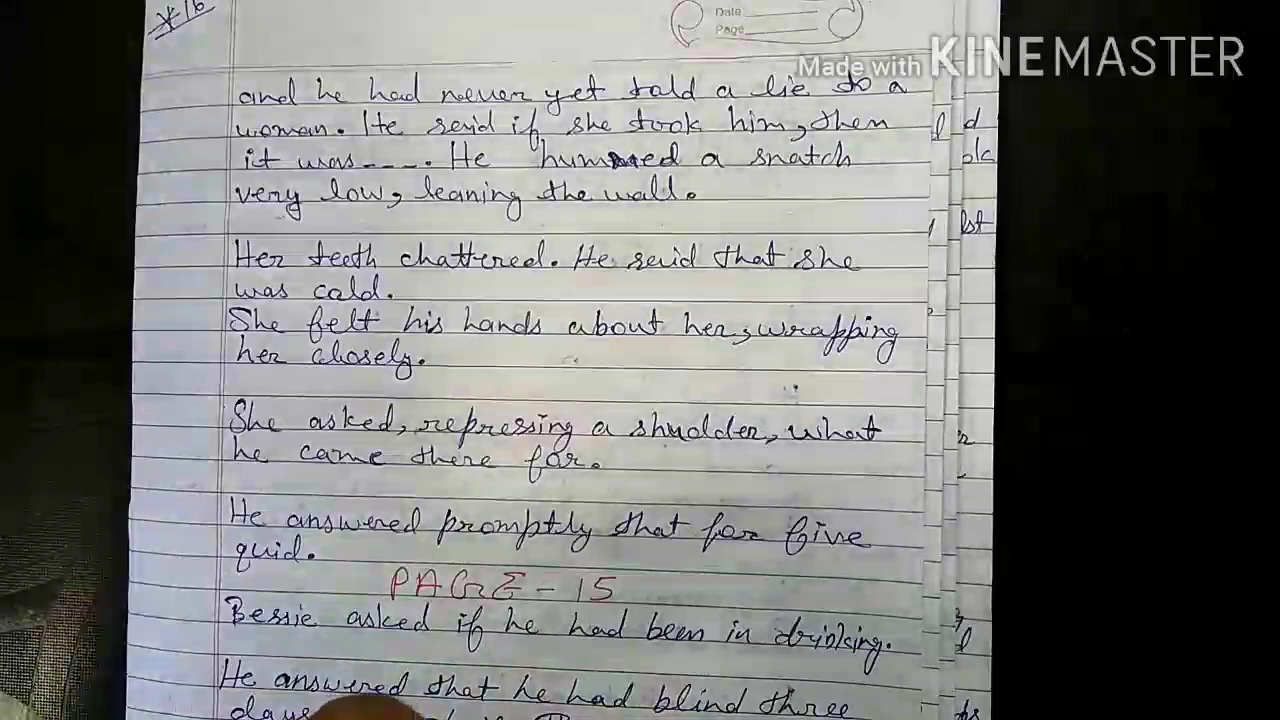 *16
Date
Page
Made with KINEMASTER
and he had never yet told a lie to a
woman. He said if she took him, then
it was----. He hummed a snatch
very low, leaning the wall.
Her teeth chattered. He said that she
was cold.
She felt his hands about her, wrapping
her closely.
She asked, repressing a shudder, what
he came there for.
He answered promptly that for five
quid.
PAGE - 15
Bessie asked if he had been in drinking.
He answered that he had blind three
days